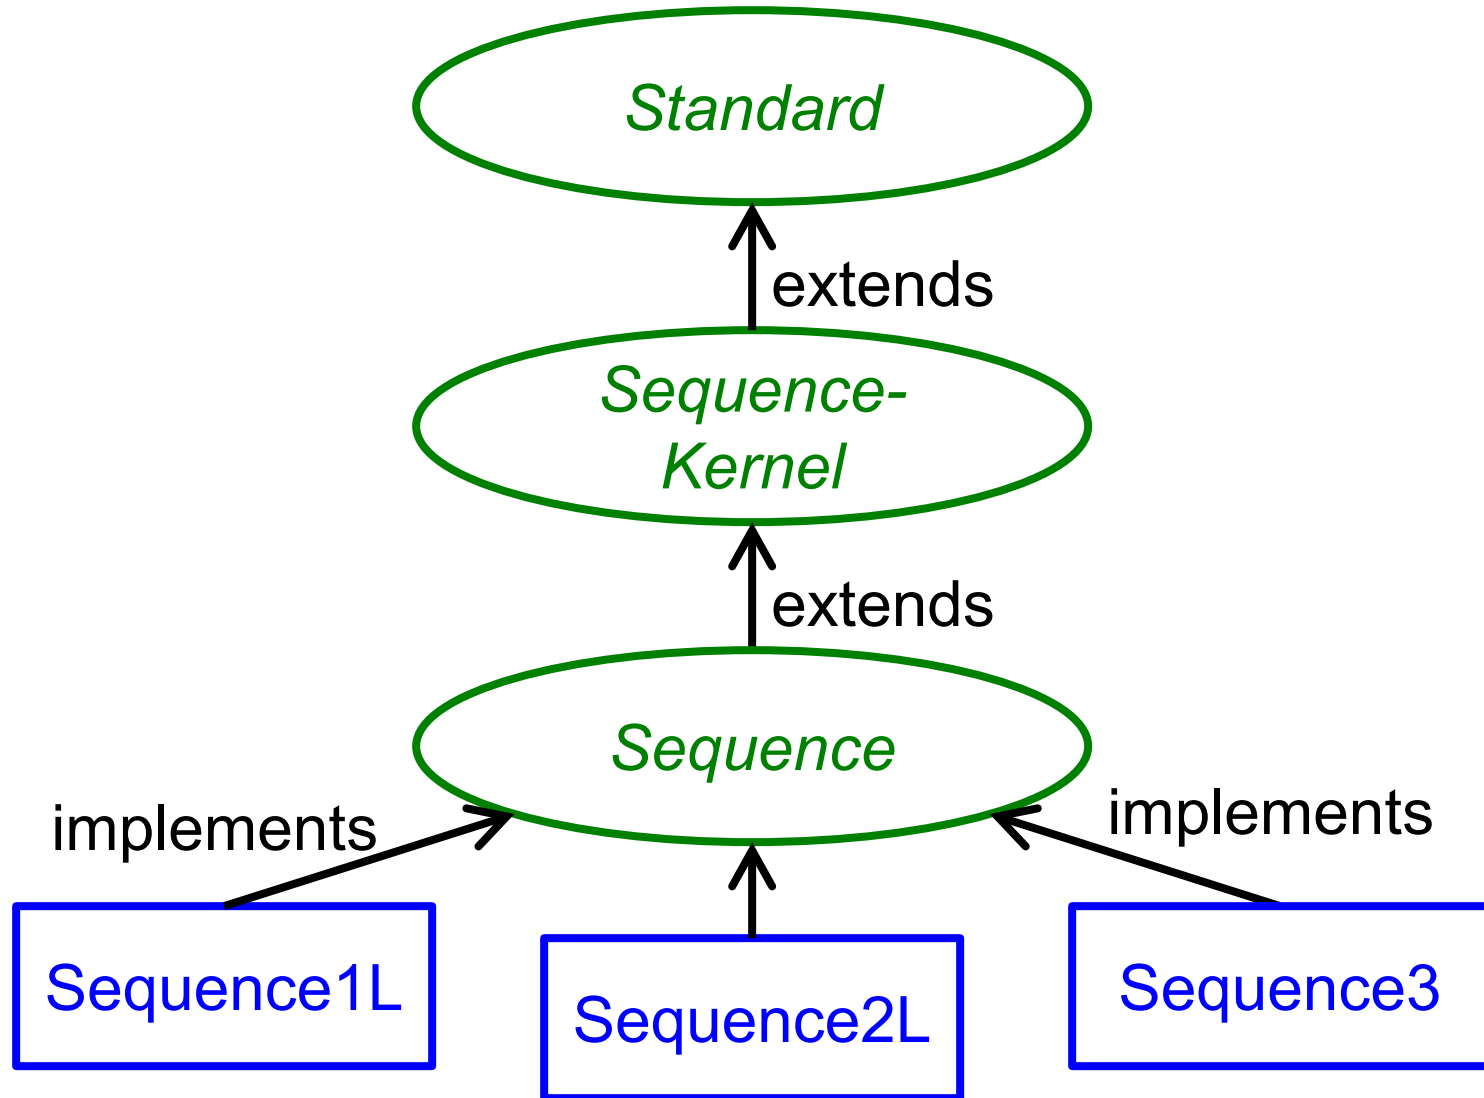 Standard
extends
Sequence-
Kernel
extends
Sequence
implements
implements
Sequence1L
Sequence2L
Sequence3